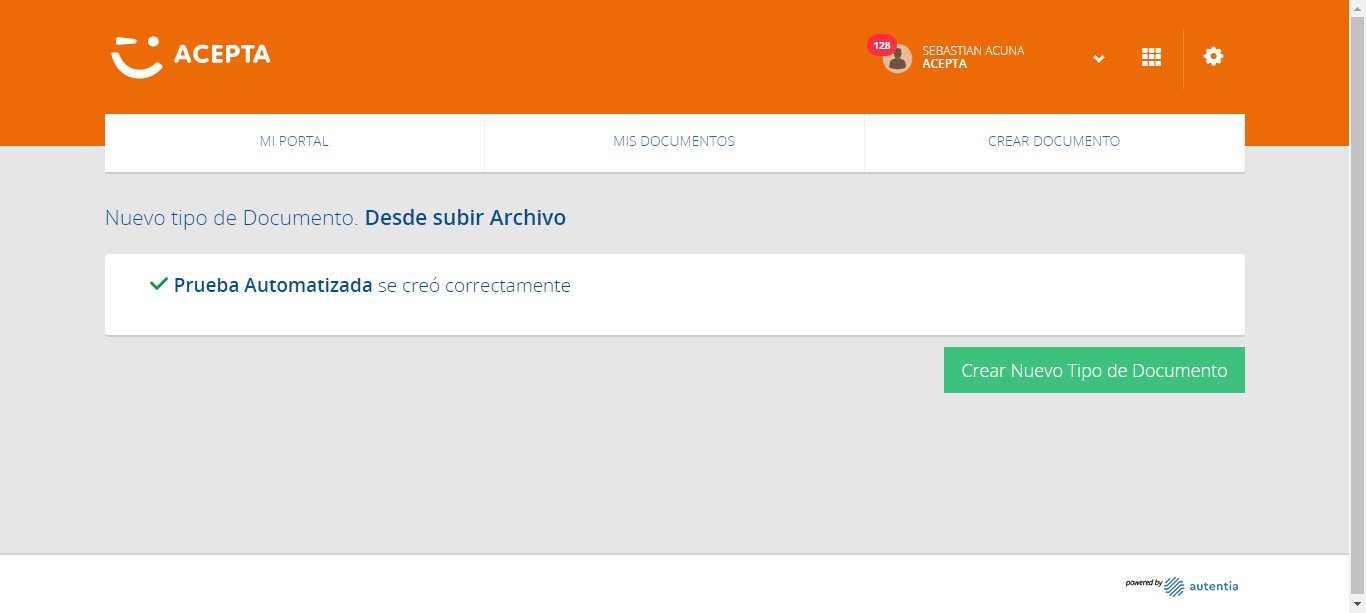 ACEPTA
128
SEBASTIAN ACUNA
ACEPTA
MI PORTAL
MIS DOCUMENTOS
CREAR DOCUMENTO
Nuevo tipo de Documento. Desde subir Archivo
Prueba Automatizada se creó correctamente
Crear Nuevo Tipo de Documento
powered by autentia